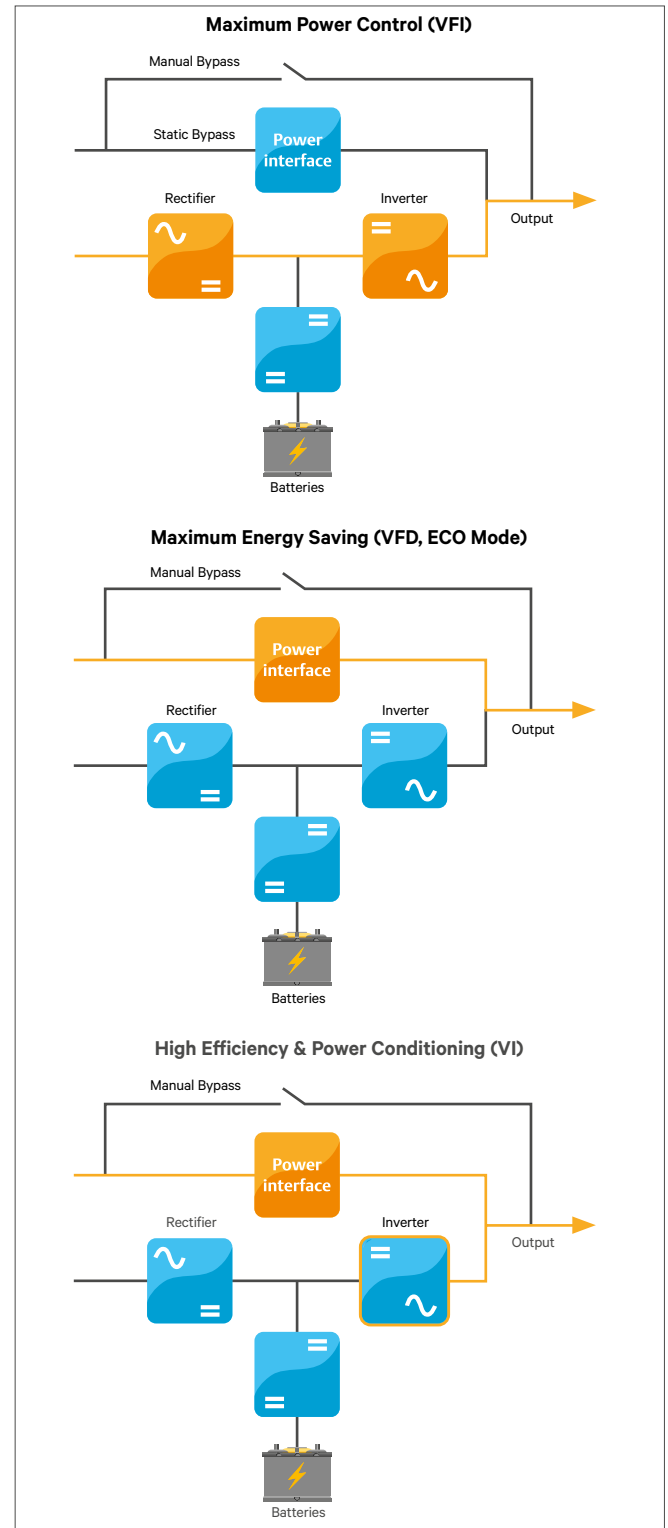 Maximum Power Control (VFI)
Manual Bypass
Static Bypass
Power
interface
Rectifier
Inverter
Output
Batteries
Maximum Energy Saving (VFD, ECO Mode)
Manual Bypass
Power
interface
Rectifier
Inverter
Output
Batteries
High Efficiency & Power Conditioning (VI)
Manual Bypass
Power
interface
Rectifier
Inverter
Output
Batteries